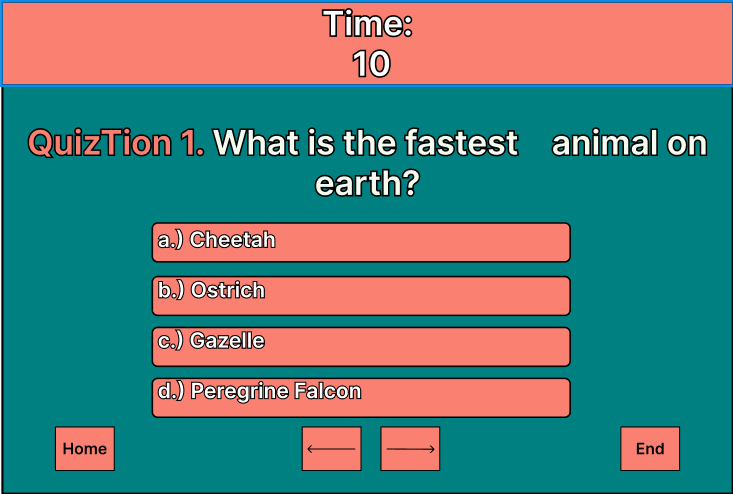 Time:
10
QuizTion 1. What is the fastest animal on
earth?
a.) Cheetah
b.) Ostrich
c.) Gazelle
d.) Peregrine Falcon
Home
End